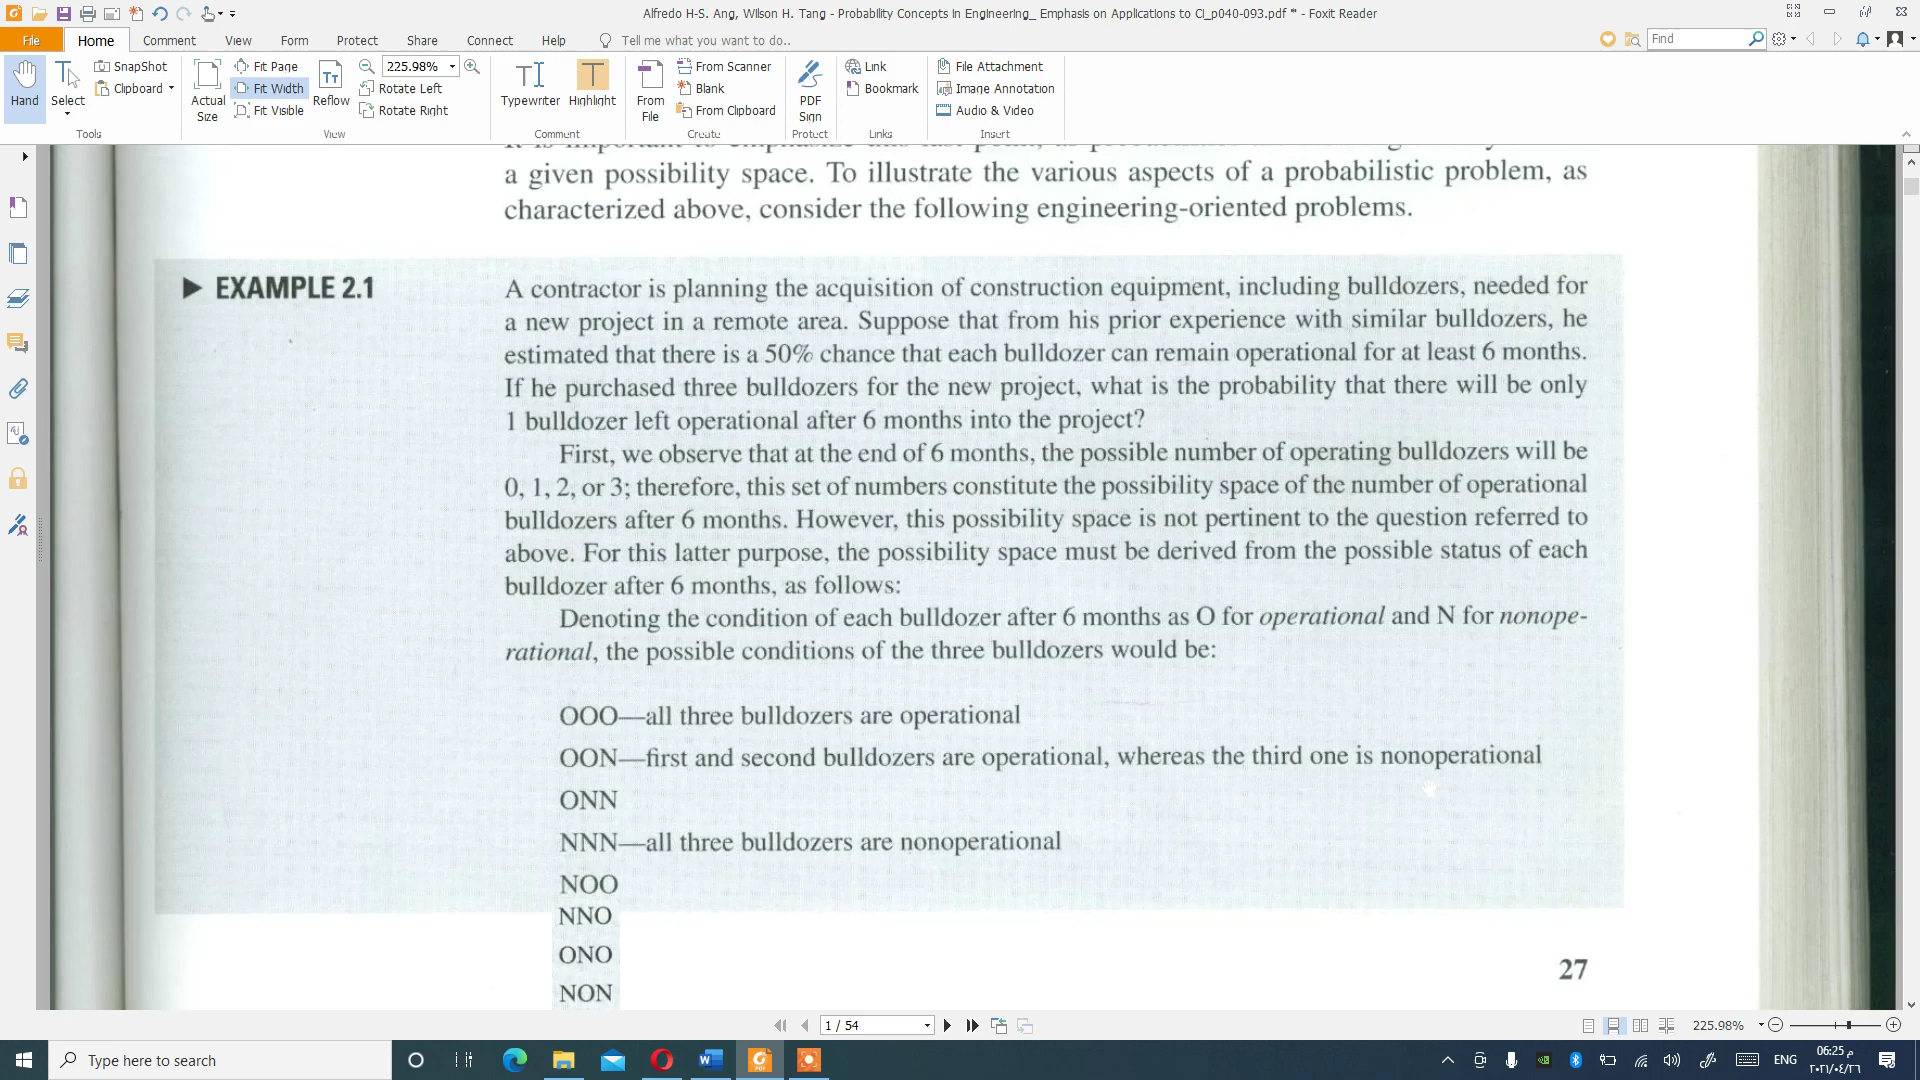 Alfredo H-S. Ang, Wilson H. Tang - Probability Concepts in Engineering_ Emphasis on Applications to Ci_p040-093.pdf * - Foxit Reader
File Home Comment View Form Protect Share Connect Help Tell me what you want to do.. Find
Hand
Select
SnapShot
Clipboard
Tools
Actual Size
Fit Page
Fit Width
Fit Visible
Reflow
225.98%
Rotate Left
Rotate Right
View
Typewriter
Highlight
Comment
From File
From Scanner
Blank
From Clipboard
Create
PDF Sign
Protect
Link
Bookmark
Links
File Attachment
Image Annotation
Audio & Video
Insert
a given possibility space. To illustrate the various aspects of a probabilistic problem, as
characterized above, consider the following engineering-oriented problems.
▶ EXAMPLE 2.1
A contractor is planning the acquisition of construction equipment, including bulldozers, needed for
a new project in a remote area. Suppose that from his prior experience with similar bulldozers, he
estimated that there is a 50% chance that each bulldozer can remain operational for at least 6 months.
If he purchased three bulldozers for the new project, what is the probability that there will be only
1 bulldozer left operational after 6 months into the project?
First, we observe that at the end of 6 months, the possible number of operating bulldozers will be
0, 1, 2, or 3; therefore, this set of numbers constitute the possibility space of the number of operational
bulldozers after 6 months. However, this possibility space is not pertinent to the question referred to
above. For this latter purpose, the possibility space must be derived from the possible status of each
bulldozer after 6 months, as follows:
Denoting the condition of each bulldozer after 6 months as O for operational and N for nonope-
rational, the possible conditions of the three bulldozers would be:
OOO—all three bulldozers are operational
OON—first and second bulldozers are operational, whereas the third one is nonoperational
ONN
NNN—all three bulldozers are nonoperational
NOO
NNO
ONO
NON
27
1 / 54
225.98%
Type here to search
ENG
06:25 م
٢٠٢١/٠٤/٢٦